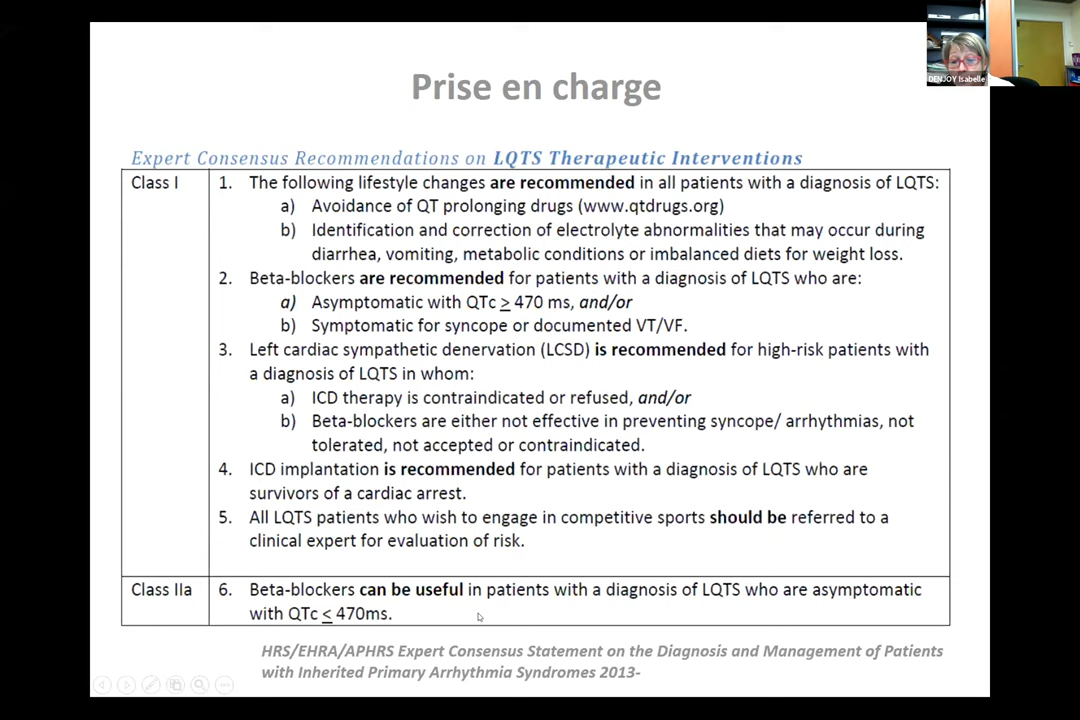 Prise en charge
DENJOY Isabelle
Expert Consensus Recommendations on LQTS Therapeutic Interventions
Class I
1. The following lifestyle changes are recommended in all patients with a diagnosis of LQTS:
a) Avoidance of QT prolonging drugs (www.qtdrugs.org)
b) Identification and correction of electrolyte abnormalities that may occur during
diarrhea, vomiting, metabolic conditions or imbalanced diets for weight loss.
2. Beta-blockers are recommended for patients with a diagnosis of LQTS who are:
a) Asymptomatic with QTc ≥ 470 ms, and/or
b) Symptomatic for syncope or documented VT/VF.
3. Left cardiac sympathetic denervation (LCSD) is recommended for high-risk patients with
a diagnosis of LQTS in whom:
a) ICD therapy is contraindicated or refused, and/or
b) Beta-blockers are either not effective in preventing syncope/ arrhythmias, not
tolerated, not accepted or contraindicated.
4. ICD implantation is recommended for patients with a diagnosis of LQTS who are
survivors of a cardiac arrest.
5. All LQTS patients who wish to engage in competitive sports should be referred to a
clinical expert for evaluation of risk.
Class IIa
6. Beta-blockers can be useful in patients with a diagnosis of LQTS who are asymptomatic
with QTc ≤ 470ms.
HRS/EHRA/APHRS Expert Consensus Statement on the Diagnosis and Management of Patients
with Inherited Primary Arrhythmia Syndromes 2013-